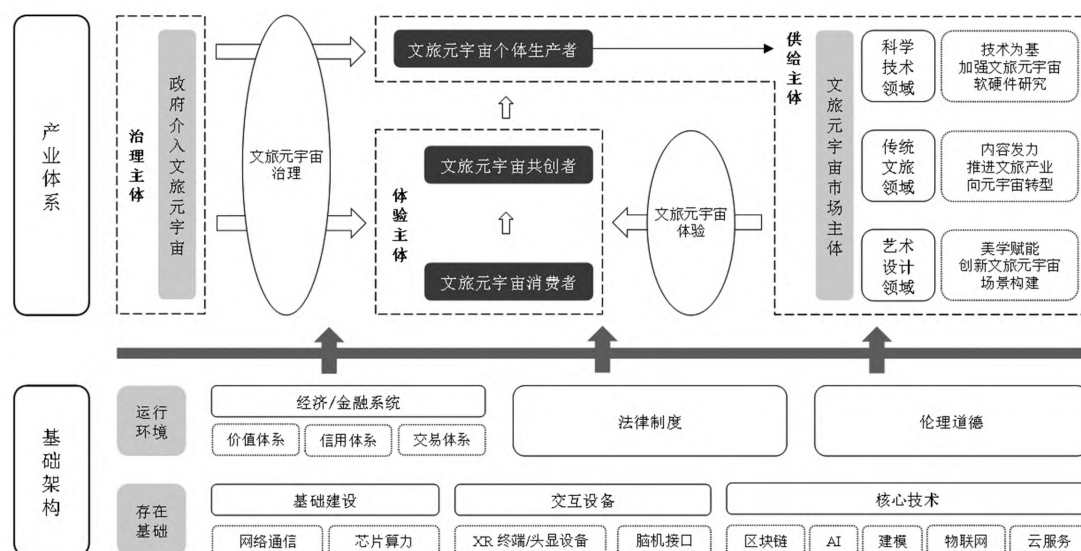 产业体系
治理主体
政府介入文旅元宇宙
文旅元宇宙
治理
文旅元宇宙个体生产者
文旅元宇宙共创者
体验主体
文旅元宇宙消费者
文旅元宇宙
体验
供给主体
文旅元宇宙市场主体
科学
技术
领域
技术为基
加强文旅元宇宙
软硬件研究
传统
文旅
领域
内容发力
推进文旅产业
向元宇宙转型
艺术
设计
领域
美学赋能
创新文旅元宇宙
场景构建
基础架构
运行
环境
经济/金融系统
价值体系
信用体系
交易体系
法律制度
伦理道德
存在
基础
基础建设
网络通信
芯片算力
交互设备
XR 终端/头显设备
脑机接口
核心技术
区块链
AI
建模
物联网
云服务